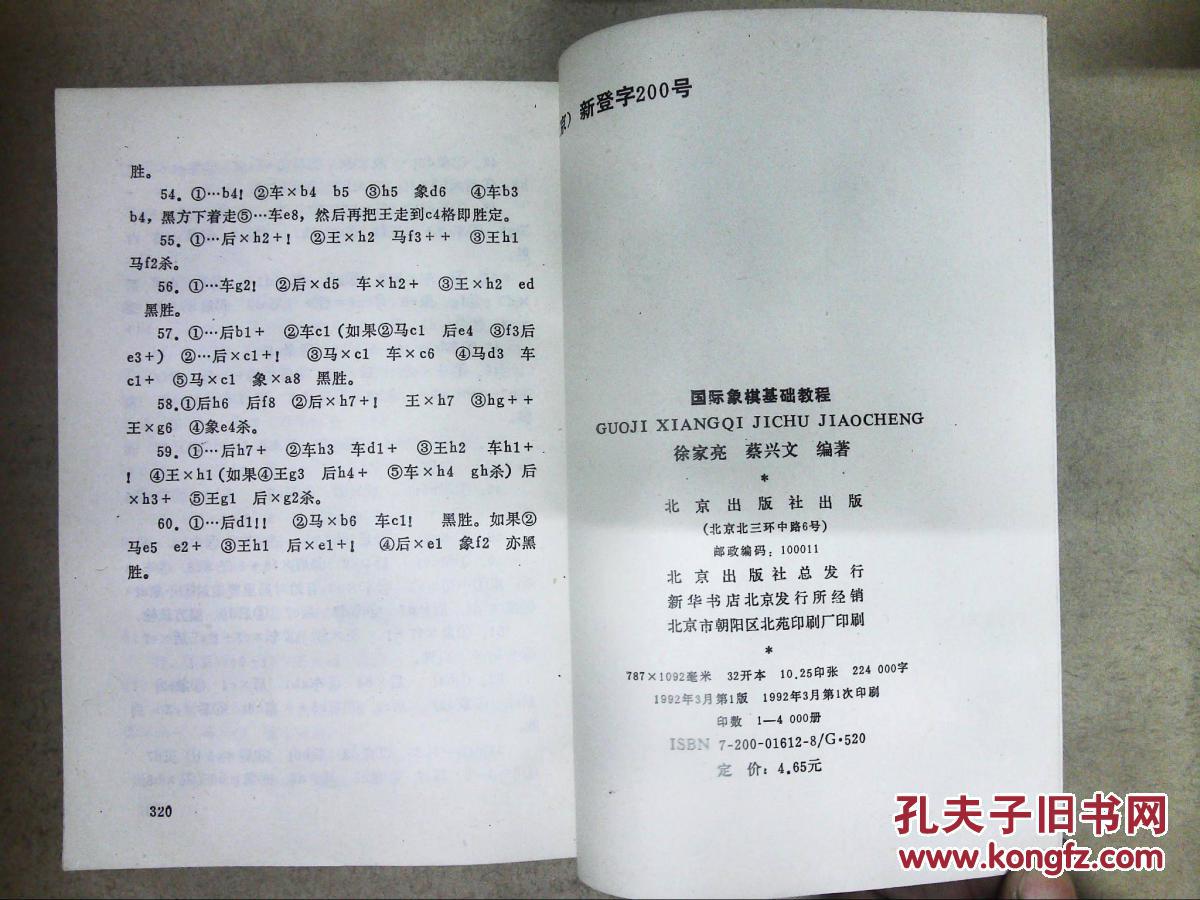 胜。
54．①…b4！ ②车×b4 b5 ③h5 象d6 ④车b3
b4，黑方下着走⑤…车e8，然后再把王走到c4格即胜定。
55．①…后×h2+！ ②王×h2 马f3++ ③王h1
马f2杀。
56．①…车g2！ ②后×d5 车×h2+ ③王×h2 ed
黑胜。
57．①…后b1+ ②车c1（如果②马c1 后e4 ③f3后
e3+） ②…后×c1+！ ③马×c1 车×c6 ④马d3 车
c1+ ⑤马×c1 象×a8 黑胜。
58．①后h6 后f8 ②后×h7+！ 王×h7 ③hg++
王×g6 ④象e4杀。
59．①…后h7+ ②车h3 车d1+ ③王h2 车h1+
！ ④王×h1（如果④王g3 后h4+ ⑤车×h4 gh杀）后
×h3+ ⑤王g1 后×g2杀。
60．①…后d1！！ ②马×b6 车c1！ 黑胜。如果②
马e5 e2+ ③王h1 后×e1+！ ④后×e1 象f2 亦黑
胜。
320
）新登字200号
国际象棋基础教程
GUOJI XIANGQI JICHU JIAOCHENG
徐家亮 蔡兴文 编著
*
北京出版社出版
（北京北三环中路6号）
邮政编码：100011
北京出版社总发行
新华书店北京发行所经销
北京市朝阳区北苑印刷厂印刷
*
787×1092毫米 32开本 10.25印张 224 000字
1992年3月第1版 1992年3月第1次印刷
印数 1—4 000册
ISBN 7-200-01612-8/G·520
定 价：4.65元
孔夫子旧书网
www.kongfz.com